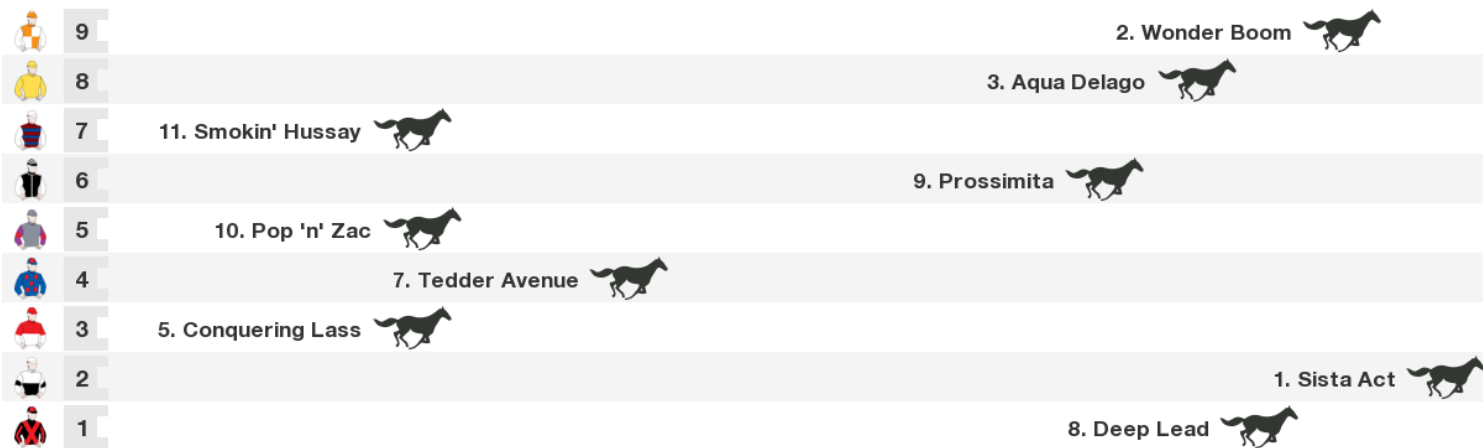 9 2. Wonder Boom
8 3. Aqua Delago
7 11. Smokin' Hussay
6 9. Prossimita
5 10. Pop 'n' Zac
4 7. Tedder Avenue
3 5. Conquering Lass
2 1. Sista Act
1 8. Deep Lead